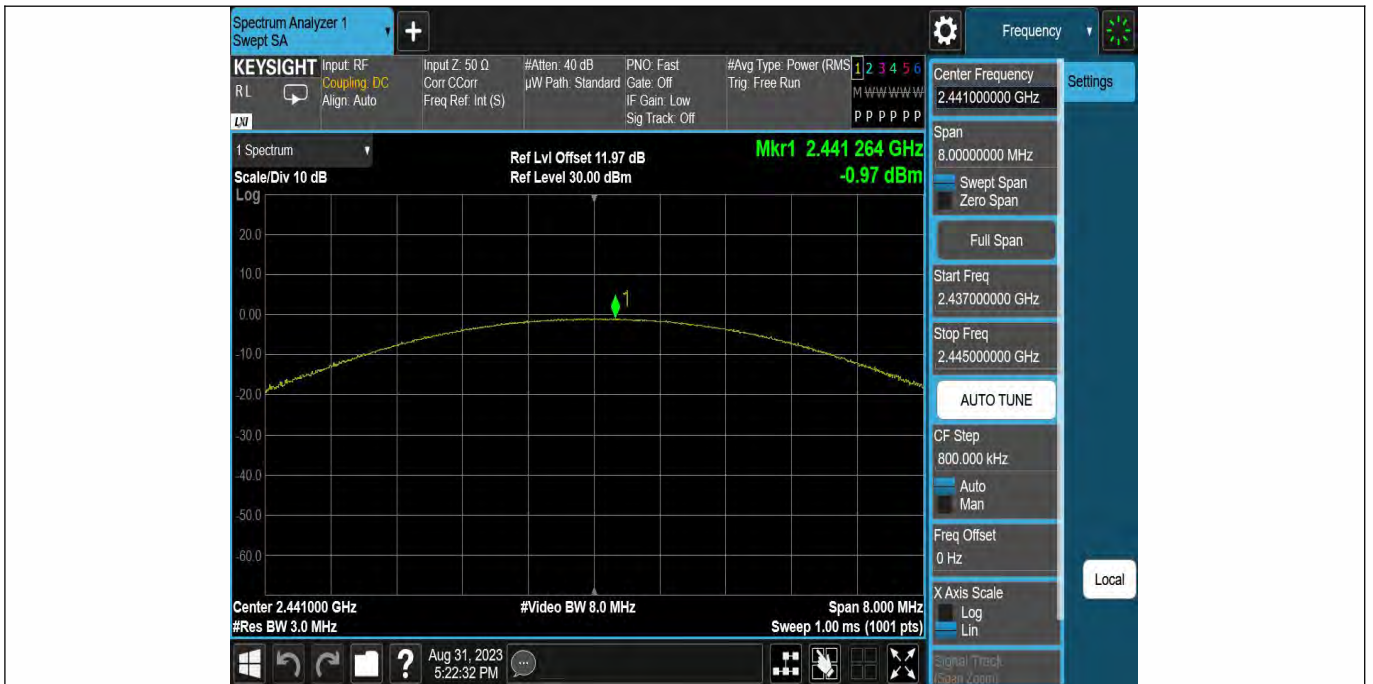 Spectrum Analyzer 1
Swept SA
+
Frequency
KEYSIGHT
RL
LXI
Input: RF
Coupling: DC
Align: Auto
Input Z: 50 Ω
Corr CCorr
Freq Ref: Int (S)
#Atten: 40 dB
µW Path: Standard
PNO: Fast
Gate: Off
IF Gain: Low
Sig Track: Off
#Avg Type: Power (RMS
Trig: Free Run
1 2 3 4 5 6
M W W W W W
P P P P P P
Center Frequency
2.441000000 GHz
Settings
Span
8.00000000 MHz
Swept Span
Zero Span
Full Span
Start Freq
2.437000000 GHz
Stop Freq
2.445000000 GHz
AUTO TUNE
CF Step
800.000 kHz
Auto
Man
Freq Offset
0 Hz
X Axis Scale
Log
Lin
Signal Track
(Span Zoom)
Local
1 Spectrum
Scale/Div 10 dB
Ref Lvl Offset 11.97 dB
Ref Level 30.00 dBm
Mkr1 2.441 264 GHz
-0.97 dBm
Log
20.0
10.0
0.00
-10.0
-20.0
-30.0
-40.0
-50.0
-60.0
1
Center 2.441000 GHz
#Video BW 8.0 MHz
Span 8.000 MHz
#Res BW 3.0 MHz
Sweep 1.00 ms (1001 pts)
?
Aug 31, 2023
5:22:32 PM